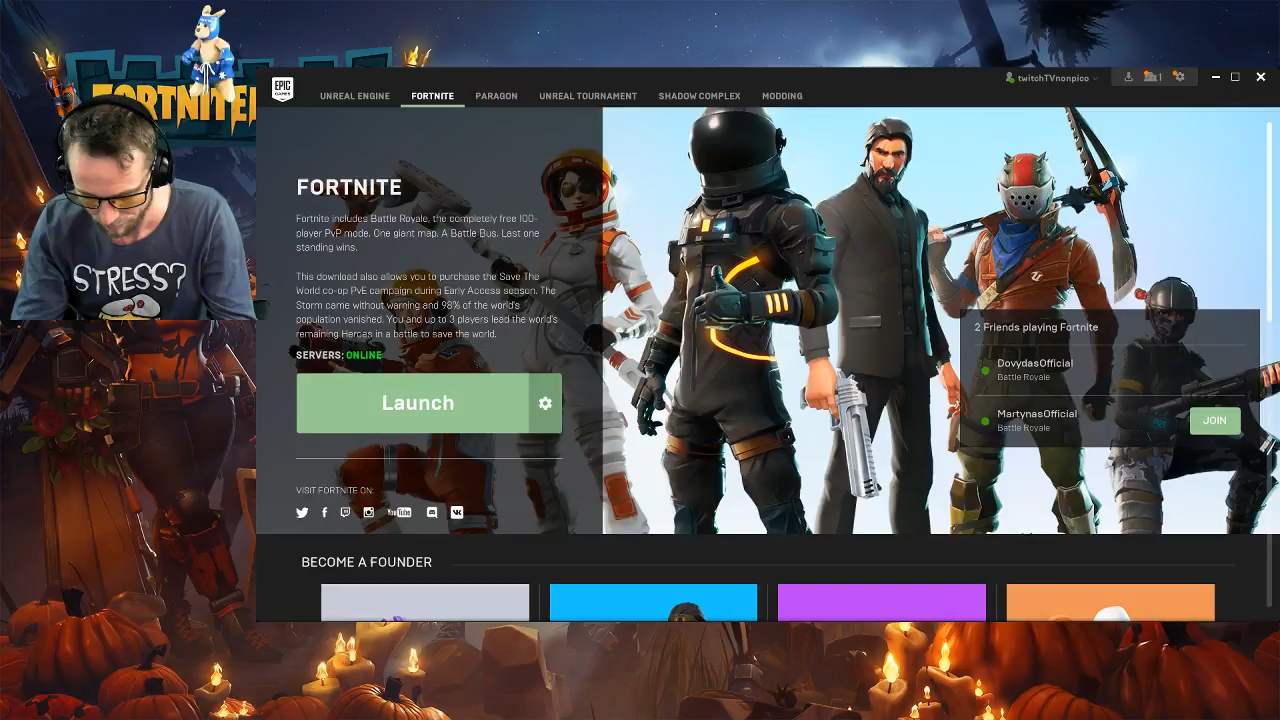 FORTNITE
EPIC
GAMES
UNREAL ENGINE
FORTNITE
PARAGON
UNREAL TOURNAMENT
SHADOW COMPLEX
MODDING
twitchTVnonpico
1
STRESS?
FORTNITE
Fortnite includes Battle Royale, the completely free 100-
player PvP mode. One giant map. A Battle Bus. Last one
standing wins.
This download also allows you to purchase the Save The
World co-op PvE campaign during Early Access season. The
Storm came without warning and 98% of the world's
population vanished. You and up to 3 players lead the world's
remaining Heroes in a battle to save the world.
SERVERS: ONLINE
Launch
2 Friends playing Fortnite
DovydasOfficial
Battle Royale
MartynasOfficial
Battle Royale
JOIN
VISIT FORTNITE ON:
YouTube
BECOME A FOUNDER